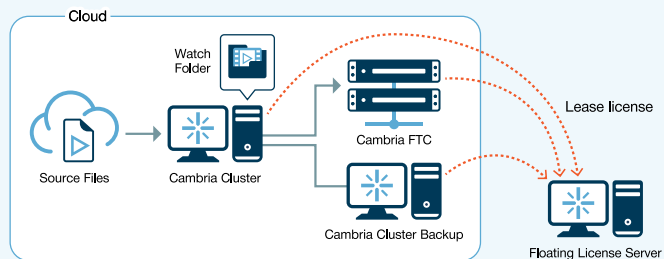 Cloud
Watch
Folder
Source Files
Cambria Cluster
Cambria FTC
Cambria Cluster Backup
Lease license
Floating License Server